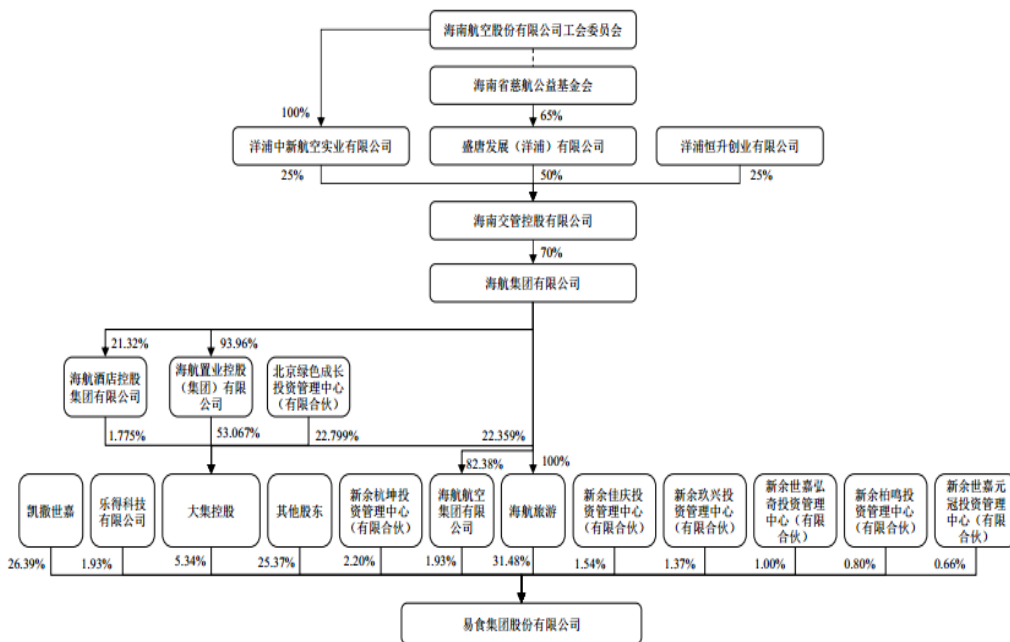 海南航空股份有限公司工会委员会
海南省慈航公益基金会
100%
65%
洋浦中新航空实业有限公司
盛唐发展（洋浦）有限公司
洋浦恒升创业有限公司
25%
50%
25%
海南交管控股有限公司
70%
海航集团有限公司
21.32%
93.96%
海航酒店控股
集团有限公司
海航置业控股
（集团）有限
公司
北京绿色成长
投资管理中心
（有限合伙）
1.775%
53.067%
22.799%
22.359%
82.38%
100%
凯撒世嘉
乐得科技
有限公司
大集控股
其他股东
新余杭坤投
资管理中心
（有限合伙）
海航航空
集团有限
公司
海航旅游
新余佳庆投
资管理中心
（有限合伙）
新余玖兴投
资管理中心
（有限合伙）
新余世嘉弘
奇投资管理
中心（有限
合伙）
新余柏鸣投
资管理中心
（有限合伙）
新余世嘉元
冠投资管理
中心（有限
合伙）
26.39%
1.93%
5.34%
25.37%
2.20%
1.93%
31.48%
1.54%
1.37%
1.00%
0.80%
0.66%
易食集团股份有限公司